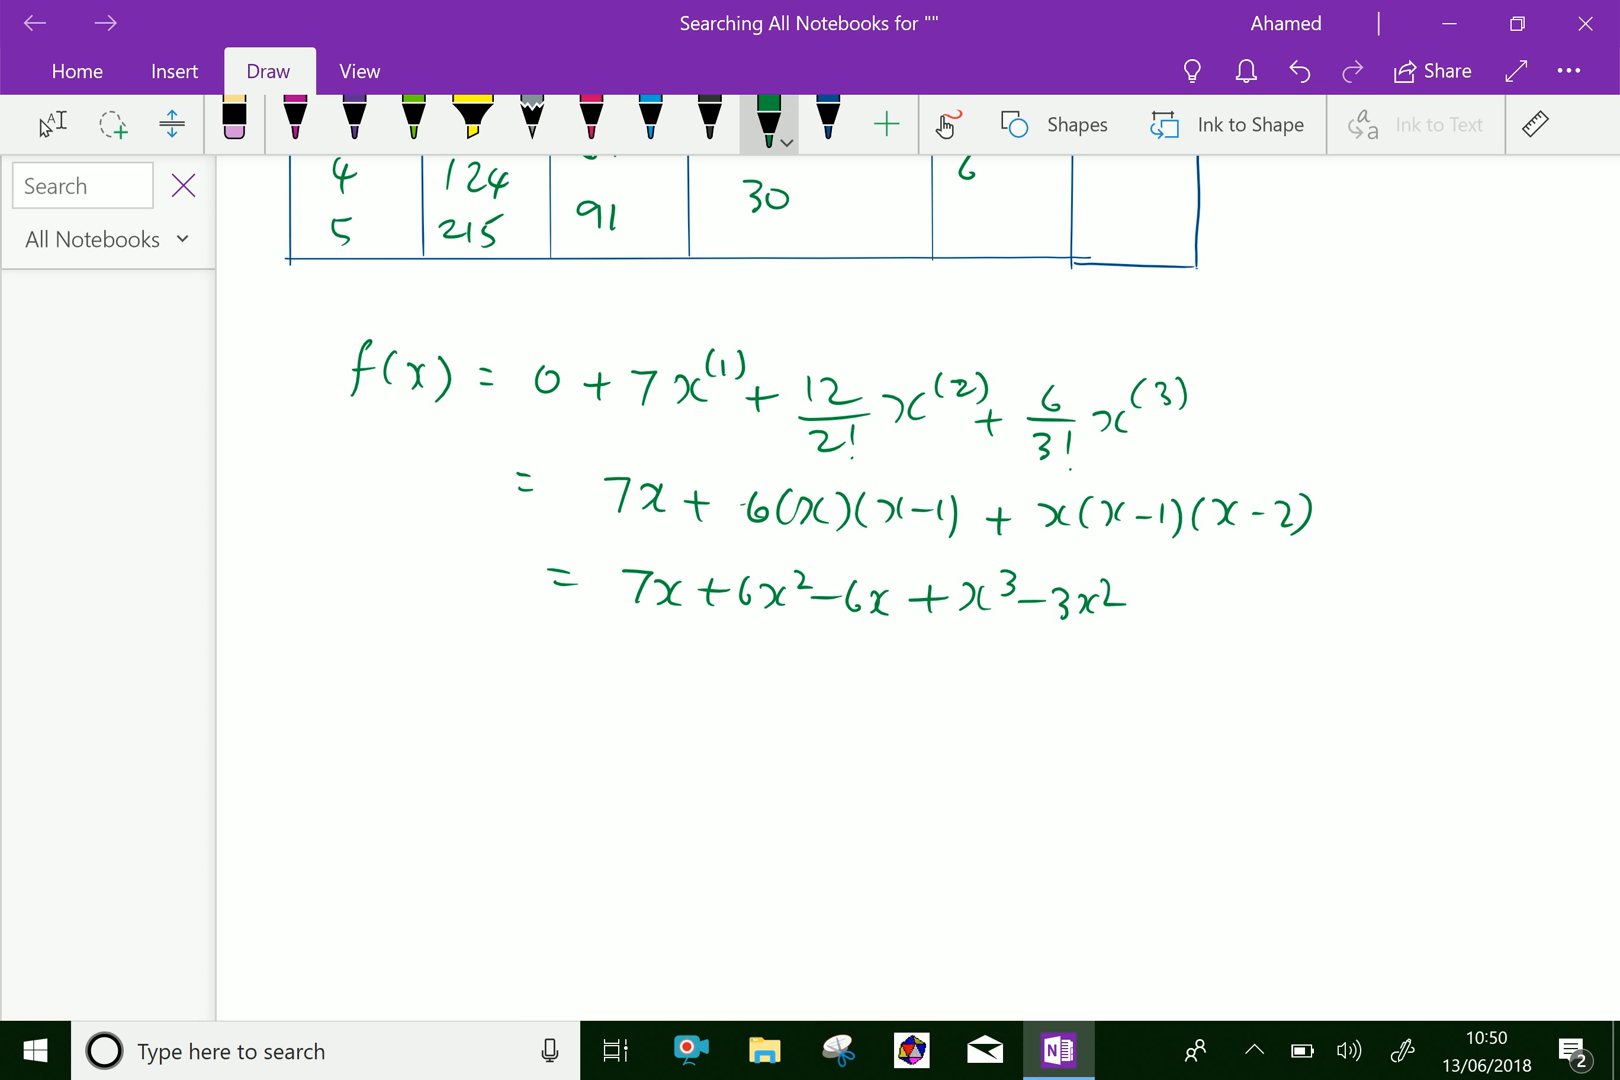 Searching All Notebooks for ""
Ahamed
Home Insert Draw View
Share
Shapes
Ink to Shape
Ink to Text
Search
All Notebooks
4 124 6
5 215 91 30
f(x) = 0 + 7x^(1) + 12/2! x^(2) + 6/3! x^(3)
= 7x + 6(x)(x-1) + x(x-1)(x-2)
= 7x + 6x² - 6x + x³ - 3x²
Type here to search
10:50
13/06/2018
2